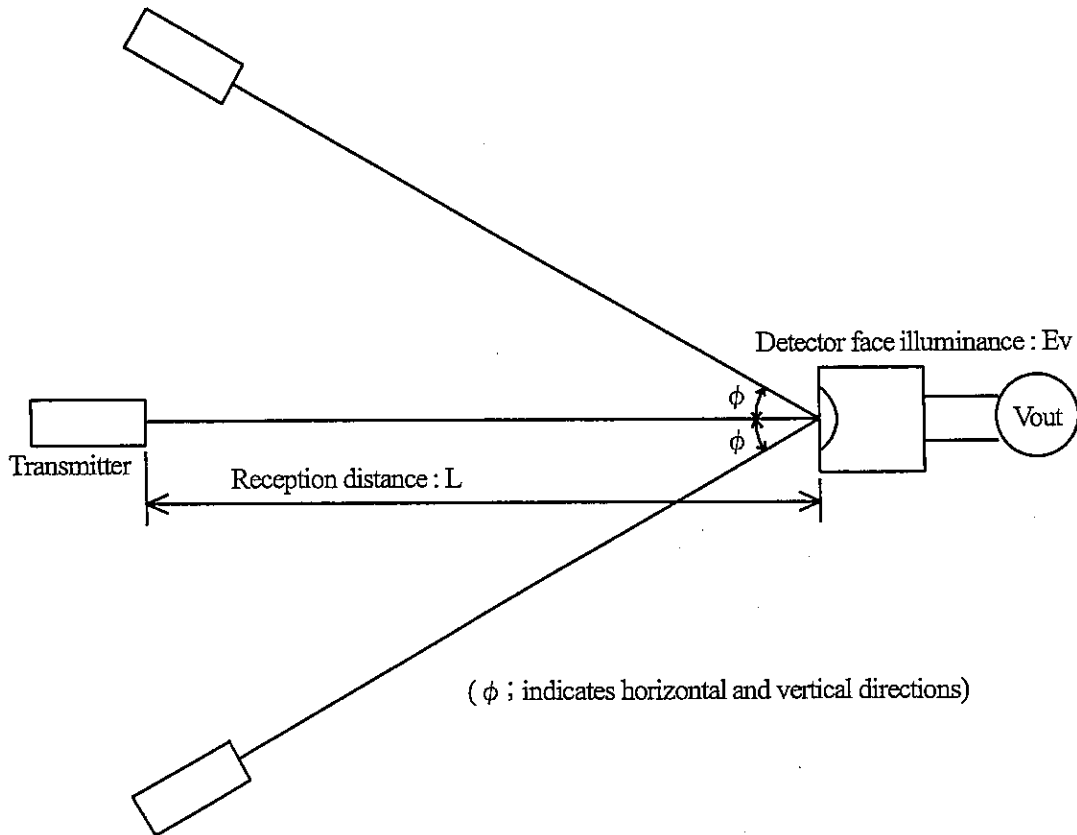 Detector face illuminance : Ev
ϕ
ϕ
Vout
Transmitter
Reception distance : L
( ϕ ; indicates horizontal and vertical directions)